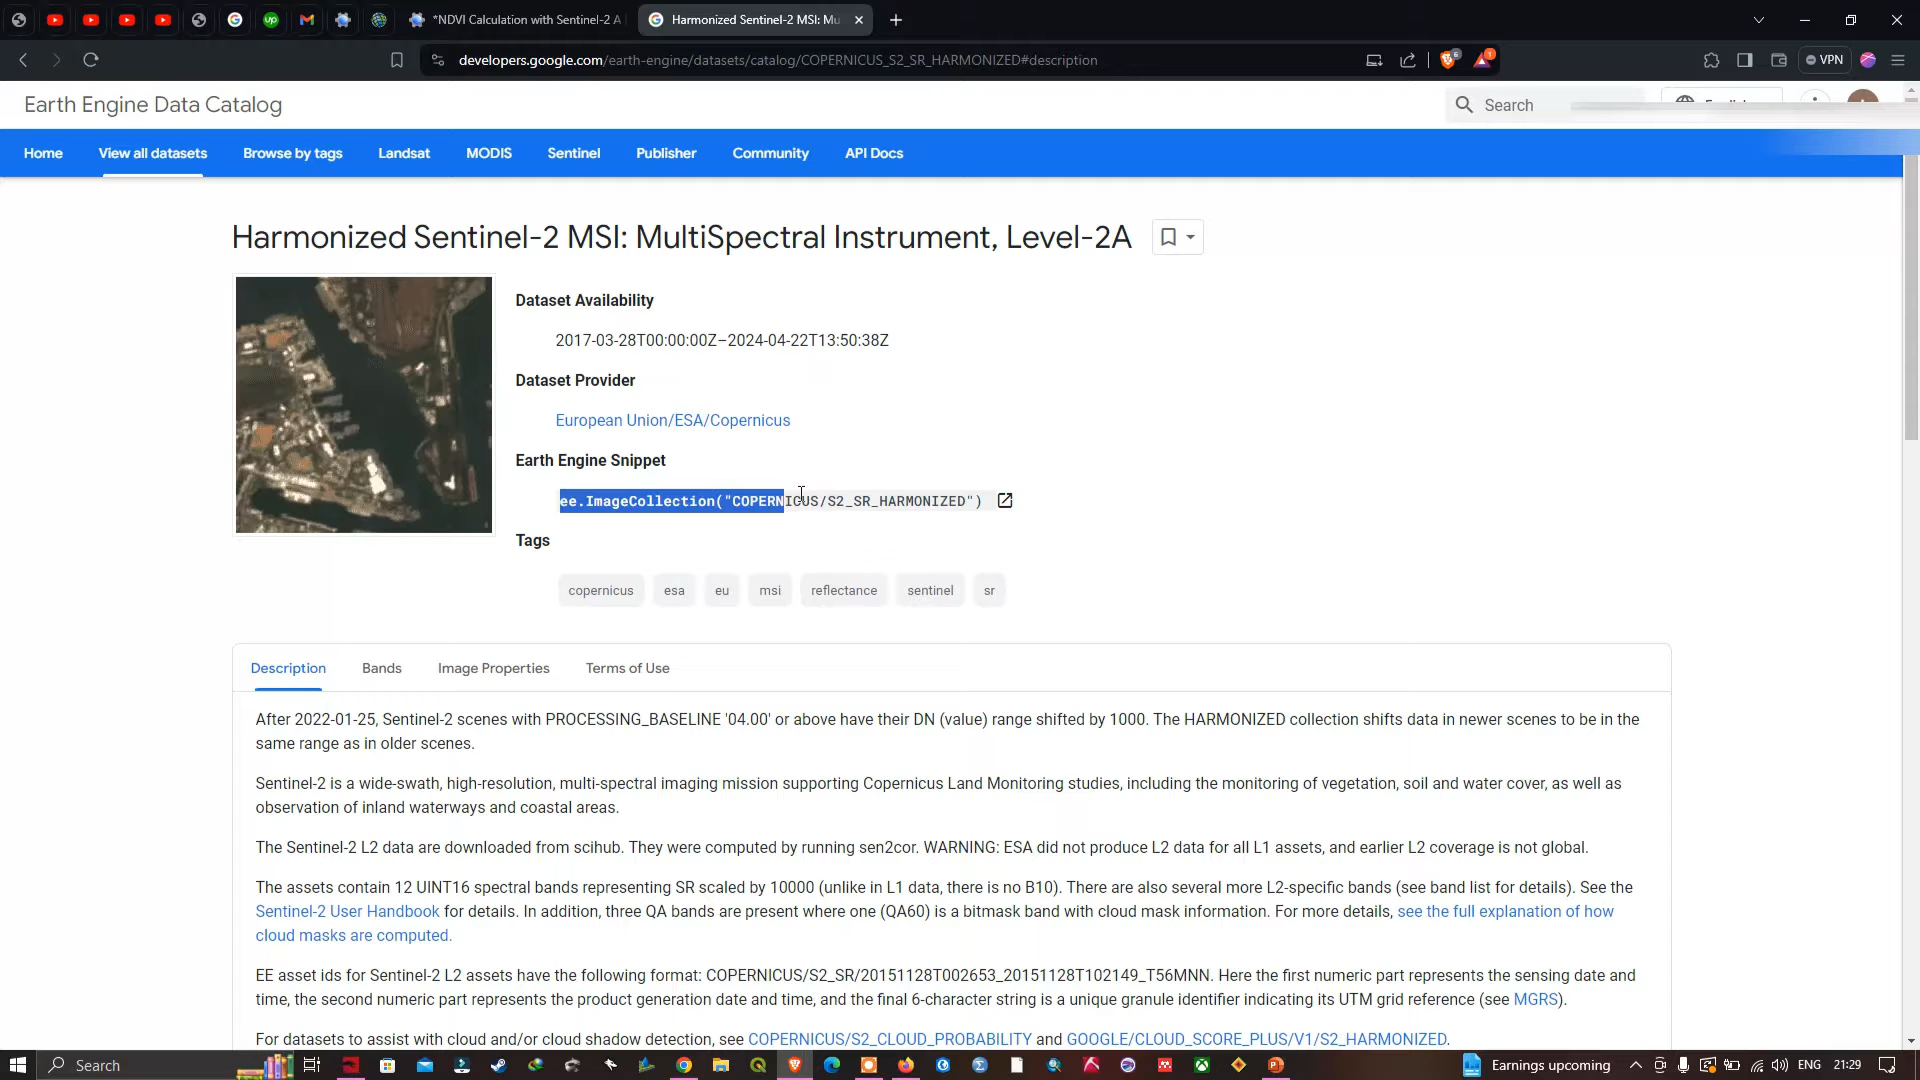 *NDVI Calculation with Sentinel-2 A
Harmonized Sentinel-2 MSI: Mu
developers.google.com/earth-engine/datasets/catalog/COPERNICUS_S2_SR_HARMONIZED#description
6
1
VPN
Earth Engine Data Catalog
Search
Home
View all datasets
Browse by tags
Landsat
MODIS
Sentinel
Publisher
Community
API Docs
Harmonized Sentinel-2 MSI: MultiSpectral Instrument, Level-2A
Dataset Availability
2017-03-28T00:00:00Z–2024-04-22T13:50:38Z
Dataset Provider
European Union/ESA/Copernicus
Earth Engine Snippet
ee.ImageCollection("COPERNICUS/S2_SR_HARMONIZED")
Tags
copernicus
esa
eu
msi
reflectance
sentinel
sr
Description
Bands
Image Properties
Terms of Use
After 2022-01-25, Sentinel-2 scenes with PROCESSING_BASELINE '04.00' or above have their DN (value) range shifted by 1000. The HARMONIZED collection shifts data in newer scenes to be in the
same range as in older scenes.
Sentinel-2 is a wide-swath, high-resolution, multi-spectral imaging mission supporting Copernicus Land Monitoring studies, including the monitoring of vegetation, soil and water cover, as well as
observation of inland waterways and coastal areas.
The Sentinel-2 L2 data are downloaded from scihub. They were computed by running sen2cor. WARNING: ESA did not produce L2 data for all L1 assets, and earlier L2 coverage is not global.
The assets contain 12 UINT16 spectral bands representing SR scaled by 10000 (unlike in L1 data, there is no B10). There are also several more L2-specific bands (see band list for details). See the
Sentinel-2 User Handbook for details. In addition, three QA bands are present where one (QA60) is a bitmask band with cloud mask information. For more details, see the full explanation of how
cloud masks are computed.
EE asset ids for Sentinel-2 L2 assets have the following format: COPERNICUS/S2_SR/20151128T002653_20151128T102149_T56MNN. Here the first numeric part represents the sensing date and
time, the second numeric part represents the product generation date and time, and the final 6-character string is a unique granule identifier indicating its UTM grid reference (see MGRS).
For datasets to assist with cloud and/or cloud shadow detection, see COPERNICUS/S2_CLOUD_PROBABILITY and GOOGLE/CLOUD_SCORE_PLUS/V1/S2_HARMONIZED.
Search
Earnings upcoming
ENG
21:29